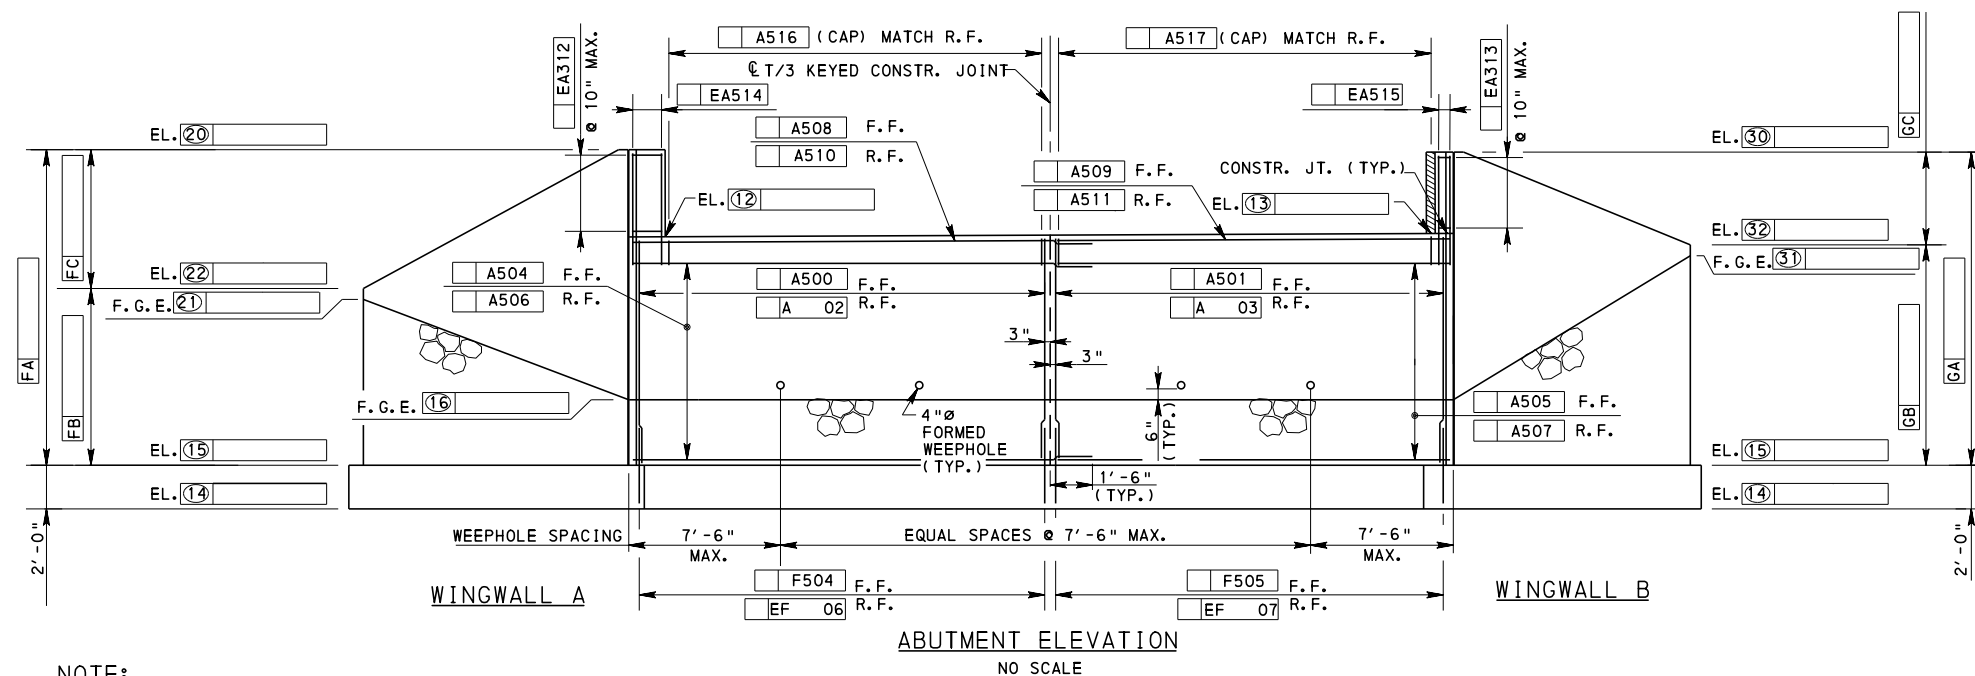 A516 (CAP) MATCH R.F.
A517 (CAP) MATCH R.F.
℄ T/3 KEYED CONSTR. JOINT
EA312
@ 10" MAX.
EA514
EA515
EA313
@ 10" MAX.
GC
EL. 20
A508 F.F.
A510 R.F.
A509 F.F.
A511 R.F.
CONSTR. JT. (TYP.)
EL. 30
EL. 12
EL. 13
EL. 32
FC
EL. 22
F.G.E. 21
A504 F.F.
A506 R.F.
A500 F.F.
A 02 R.F.
A501 F.F.
A 03 R.F.
F.G.E. 31
FA
FB
3"
3"
GA
GB
F.G.E. 16
4"Ø
FORMED
WEEPHOLE
(TYP.)
6"
(TYP.)
A505 F.F.
A507 R.F.
EL. 15
EL. 15
EL. 14
EL. 14
1'-6"
(TYP.)
2'-0"
2'-0"
WEEPHOLE SPACING
7'-6"
MAX.
EQUAL SPACES @ 7'-6" MAX.
7'-6"
MAX.
WINGWALL A
F504 F.F.
EF 06 R.F.
F505 F.F.
EF 07 R.F.
WINGWALL B
ABUTMENT ELEVATION
NO SCALE
NOTE: